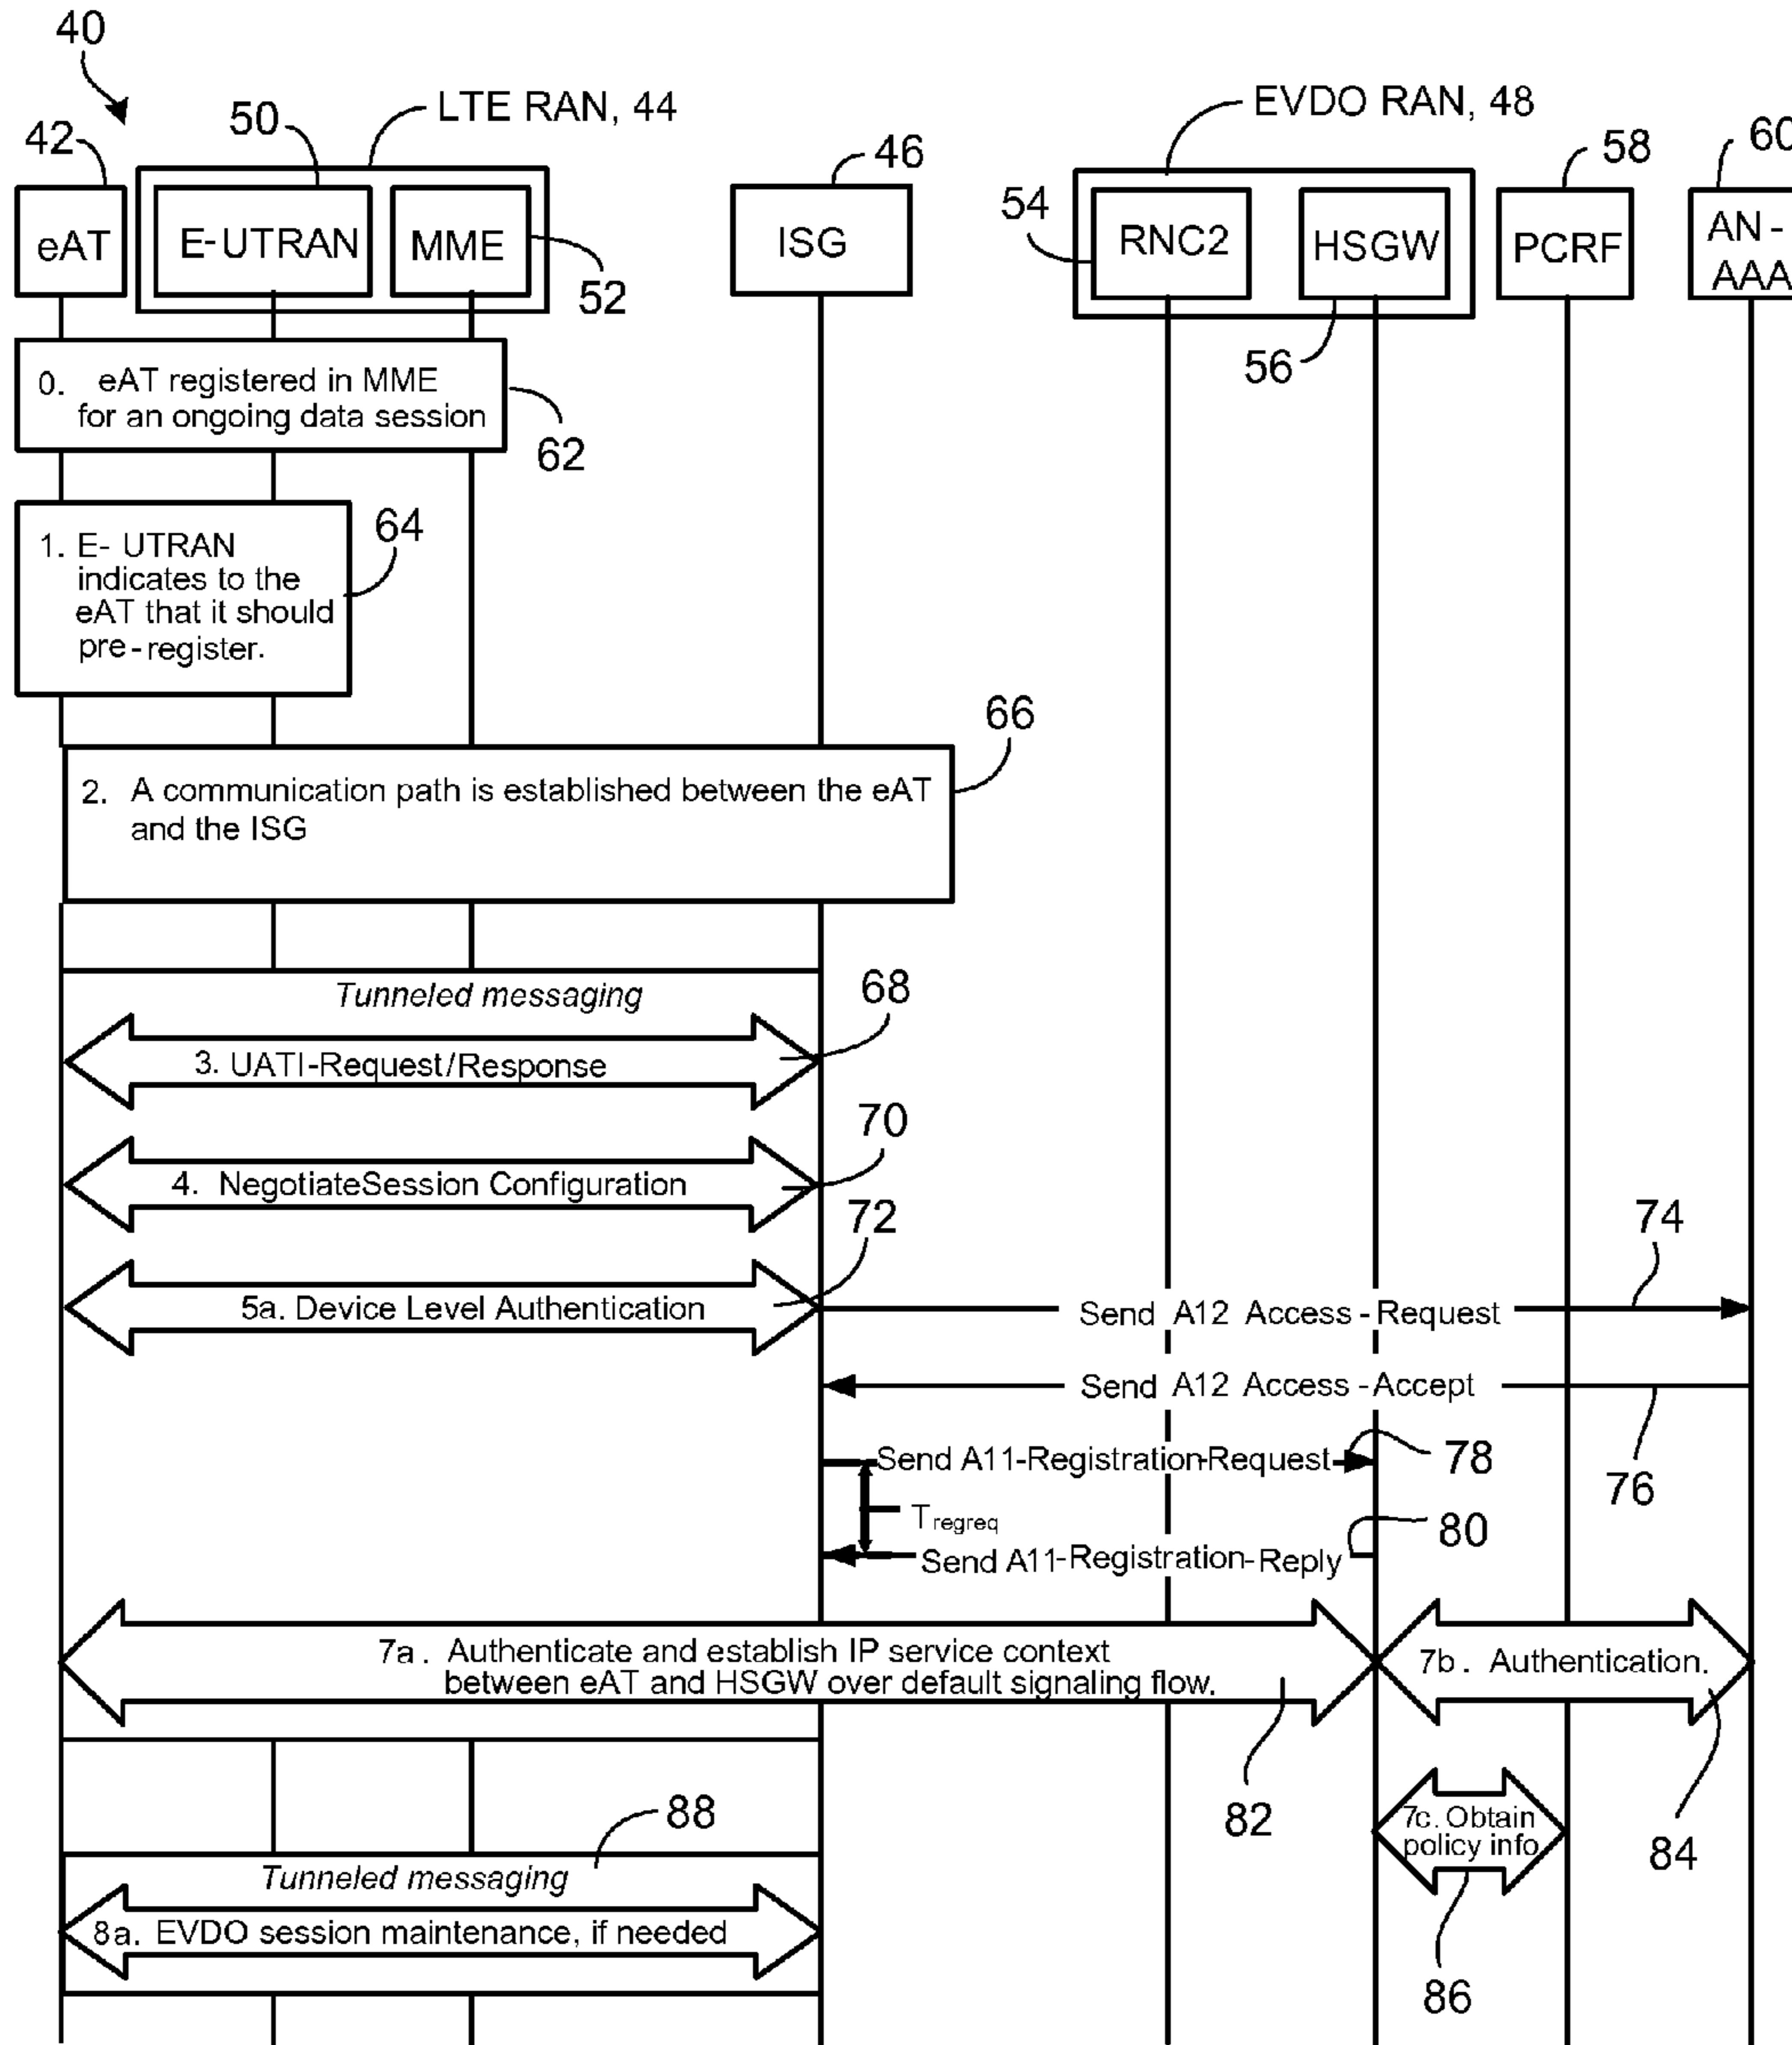 40
LTE RAN, 44
EVDO RAN, 48
42
50
46
58
60
54
eAT
E-UTRAN
MME
ISG
RNC2
HSGW
PCRF
AN-
AAA
52
56
0. eAT registered in MME
for an ongoing data session
62
1. E- UTRAN
indicates to the
eAT that it should
pre-register.
64
66
2. A communication path is established between the eAT
and the ISG
Tunneled messaging
68
3. UATI-Request/Response
70
4. NegotiateSession Configuration
72
74
5a. Device Level Authentication
Send A12 Access-Request
Send A12 Access-Accept
76
Send A11-Registration-Request
78
Tregreq
80
Send A11-Registration-Reply
7a. Authenticate and establish IP service context
between eAT and HSGW over default signaling flow.
7b. Authentication.
82
84
7c. Obtain
policy info
86
88
Tunneled messaging
8a. EVDO session maintenance, if needed